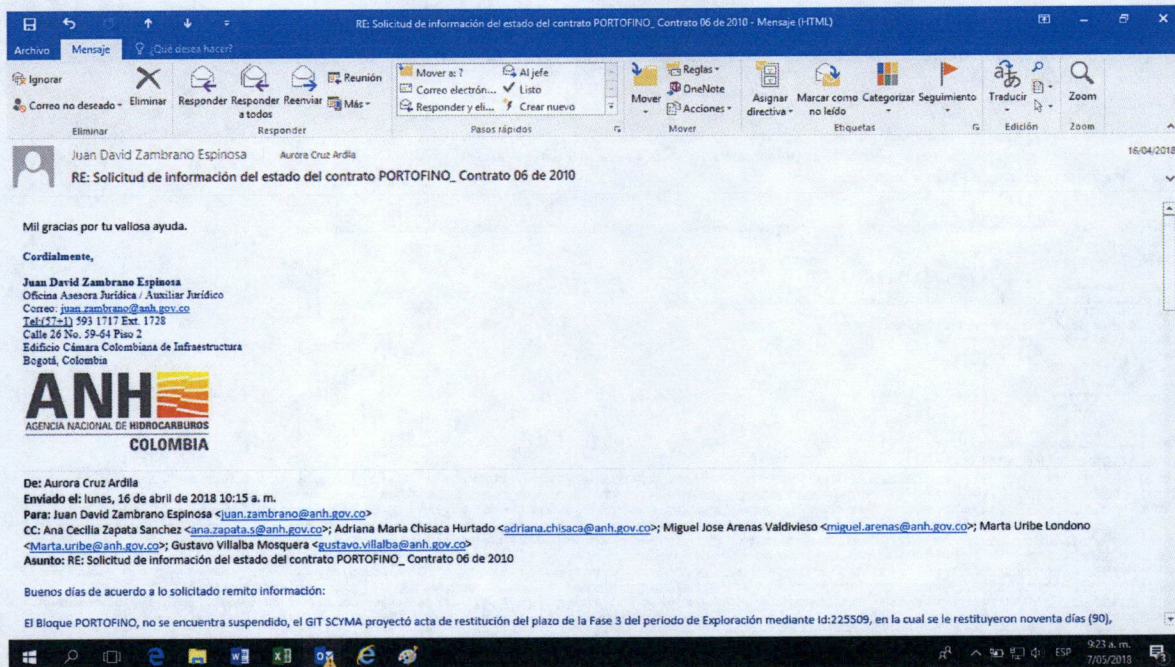 RE: Solicitud de información del estado del contrato PORTOFINO_ Contrato 06 de 2010 - Mensaje (HTML)
Archivo Mensaje ¿Qué desea hacer?
Ignorar
Correo no deseado
Eliminar
Responder
Responder a todos
Reenviar
Reunión
Más
Mover a: ?
Correo electrón...
Responder y eli...
Al jefe
Listo
Crear nuevo
Mover
Reglas
OneNote
Acciones
Asignar directiva
Marcar como no leído
Categorizar
Seguimiento
Traducir
Zoom
Eliminar Responder Pasos rápidos Mover Etiquetas Edición Zoom
Juan David Zambrano Espinosa Aurora Cruz Ardila 16/04/2018
RE: Solicitud de información del estado del contrato PORTOFINO_ Contrato 06 de 2010
Mil gracias por tu valiosa ayuda.
Cordialmente,
Juan David Zambrano Espinosa
Oficina Asesora Jurídica / Auxiliar Jurídico
Correo: juan.zambrano@anh.gov.co
Tel:(57+1) 593 1717 Ext. 1728
Calle 26 No. 59-64 Piso 2
Edificio Cámara Colombiana de Infraestructura
Bogotá, Colombia
ANH
AGENCIA NACIONAL DE HIDROCARBUROS
COLOMBIA
De: Aurora Cruz Ardila
Enviado el: lunes, 16 de abril de 2018 10:15 a. m.
Para: Juan David Zambrano Espinosa <juan.zambrano@anh.gov.co>
CC: Ana Cecilia Zapata Sanchez <ana.zapata.s@anh.gov.co>; Adriana Maria Chisaca Hurtado <adriana.chisaca@anh.gov.co>; Miguel Jose Arenas Valdivieso <miguel.arenas@anh.gov.co>; Marta Uribe Londono
<Marta.uribe@anh.gov.co>; Gustavo Villalba Mosquera <gustavo.villalba@anh.gov.co>
Asunto: RE: Solicitud de información del estado del contrato PORTOFINO_ Contrato 06 de 2010
Buenos días de acuerdo a lo solicitado remito información:
El Bloque PORTOFINO, no se encuentra suspendido, el GIT SCYMA proyectó acta de restitución del plazo de la Fase 3 del periodo de Exploración mediante Id:225509, en la cual se le restituyeron noventa días (90),
ESP 9:23 a. m.
7/05/2018